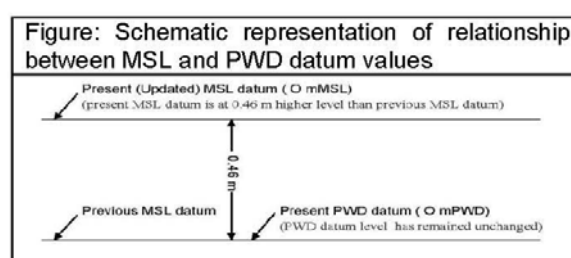 Figure: Schematic representation of relationship
between MSL and PWD datum values
Present (Updated) MSL datum ( O mMSL)
(present MSL datum is at 0.46 m higher level than previous MSL datum)
0.46 m
Previous MSL datum
Present PWD datum ( O mPWD)
(PWD datum level has remained unchanged)